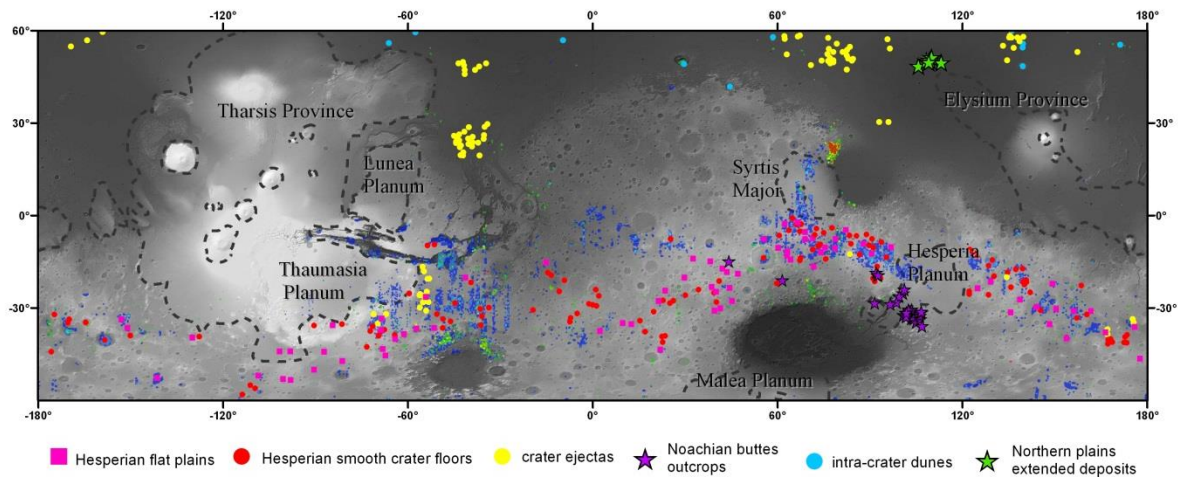 -120° -60° 0° 60° 120° 180°
60° 60°
Tharsis Province
Elysium Province
30° 30°
Lunea
Planum
Syrtis
Major
0° 0°
Hesperia
Planum
Thaumasia
Planum
-30° -30°
Malea Planum
-180° -120° -60° 0° 60° 120° 180°
Hesperian flat plains
Hesperian smooth crater floors
crater ejectas
Noachian buttes
outcrops
intra-crater dunes
Northern plains
extended deposits